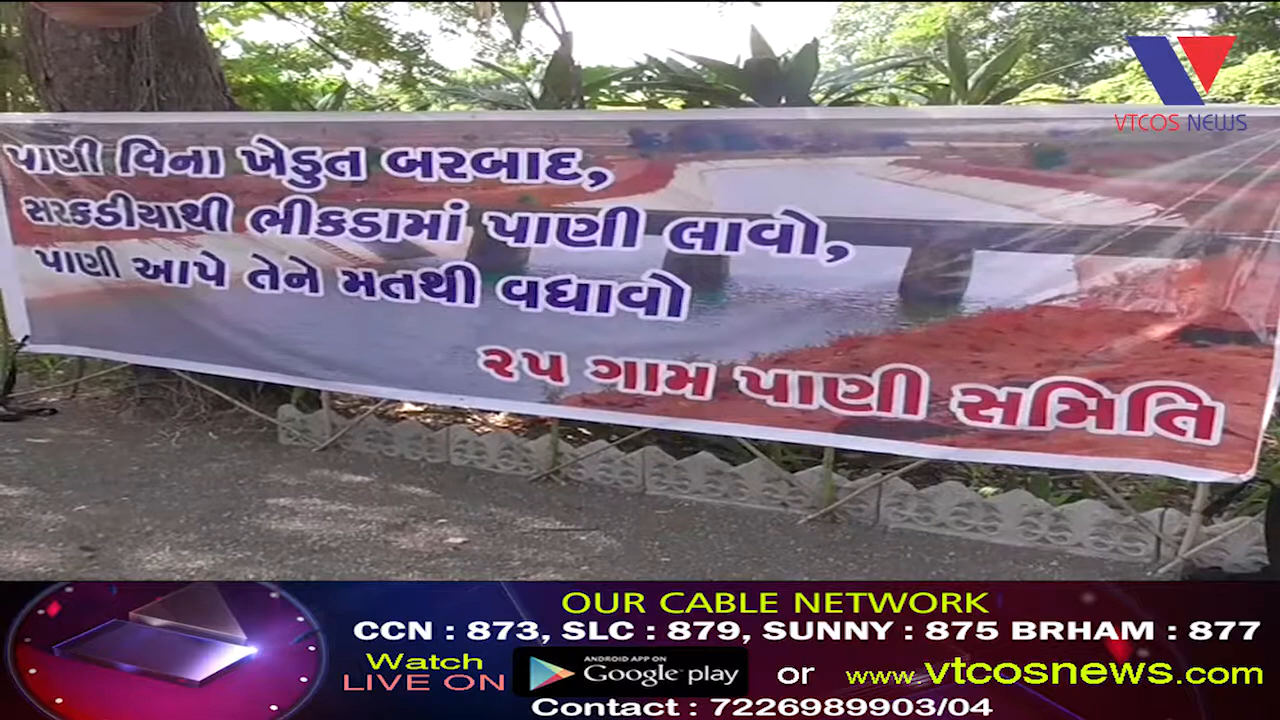 VTCOS NEWS
પાણી વિના ખેડુત બરબાદ,
સરકડીયાથી ભીકડામાં પાણી લાવો,
પાણી આપે તેને મતથી વધાવો
૨૫ ગામ પાણી સમિતિ
OUR CABLE NETWORK
CCN : 873, SLC : 879, SUNNY : 875 BRHAM : 877
Watch LIVE ON ANDROID APP ON Google play or www.vtcosnews.com
Contact : 7226989903/04